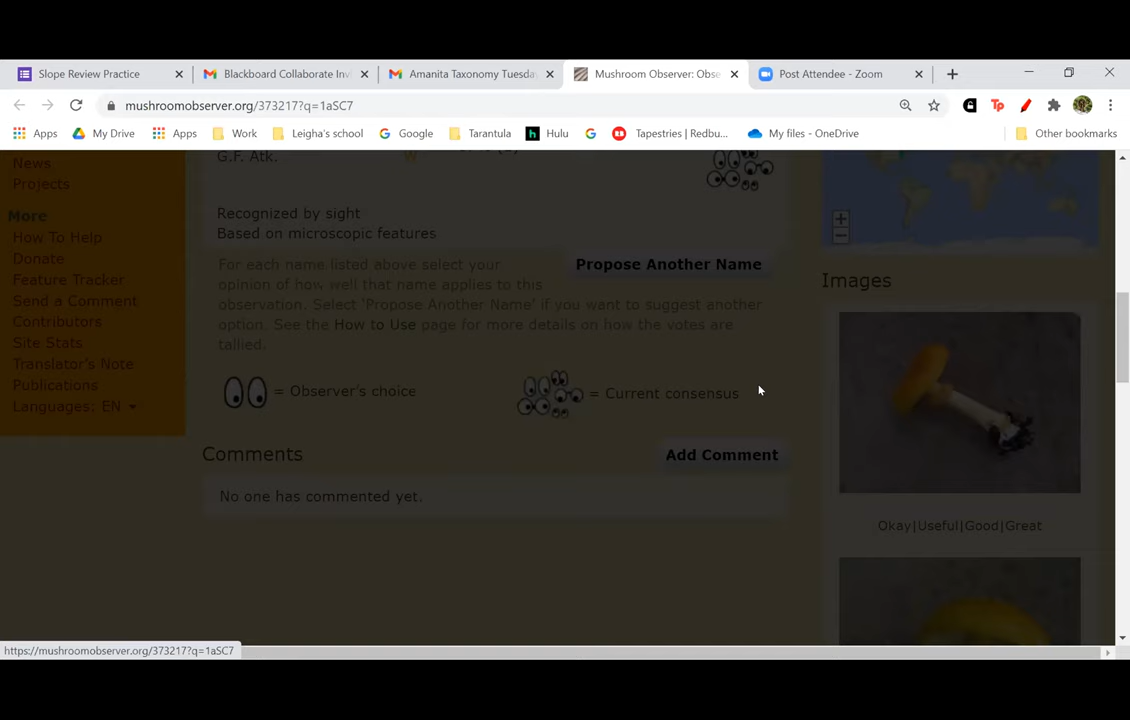 Slope Review Practice
Blackboard Collaborate Inv
Amanita Taxonomy Tuesda
Mushroom Observer: Obse
Post Attendee - Zoom
mushroomobserver.org/373217?q=1aSC7
Apps
My Drive
Apps
Work
Leigha's school
Google
Tarantula
Hulu
Tapestries | Redbu...
My files - OneDrive
Other bookmarks
News
Projects
More
How To Help
Donate
Feature Tracker
Send a Comment
Contributors
Site Stats
Translator's Note
Publications
Languages: EN
G.F. Atk.
Recognized by sight
Based on microscopic features
For each name listed above select your
opinion of how well that name applies to this
observation. Select 'Propose Another Name' if you want to suggest another
option. See the How to Use page for more details on how the votes are
tallied.
Propose Another Name
= Observer's choice
= Current consensus
Comments
Add Comment
No one has commented yet.
Images
Okay|Useful|Good|Great
https://mushroomobserver.org/373217?q=1aSC7